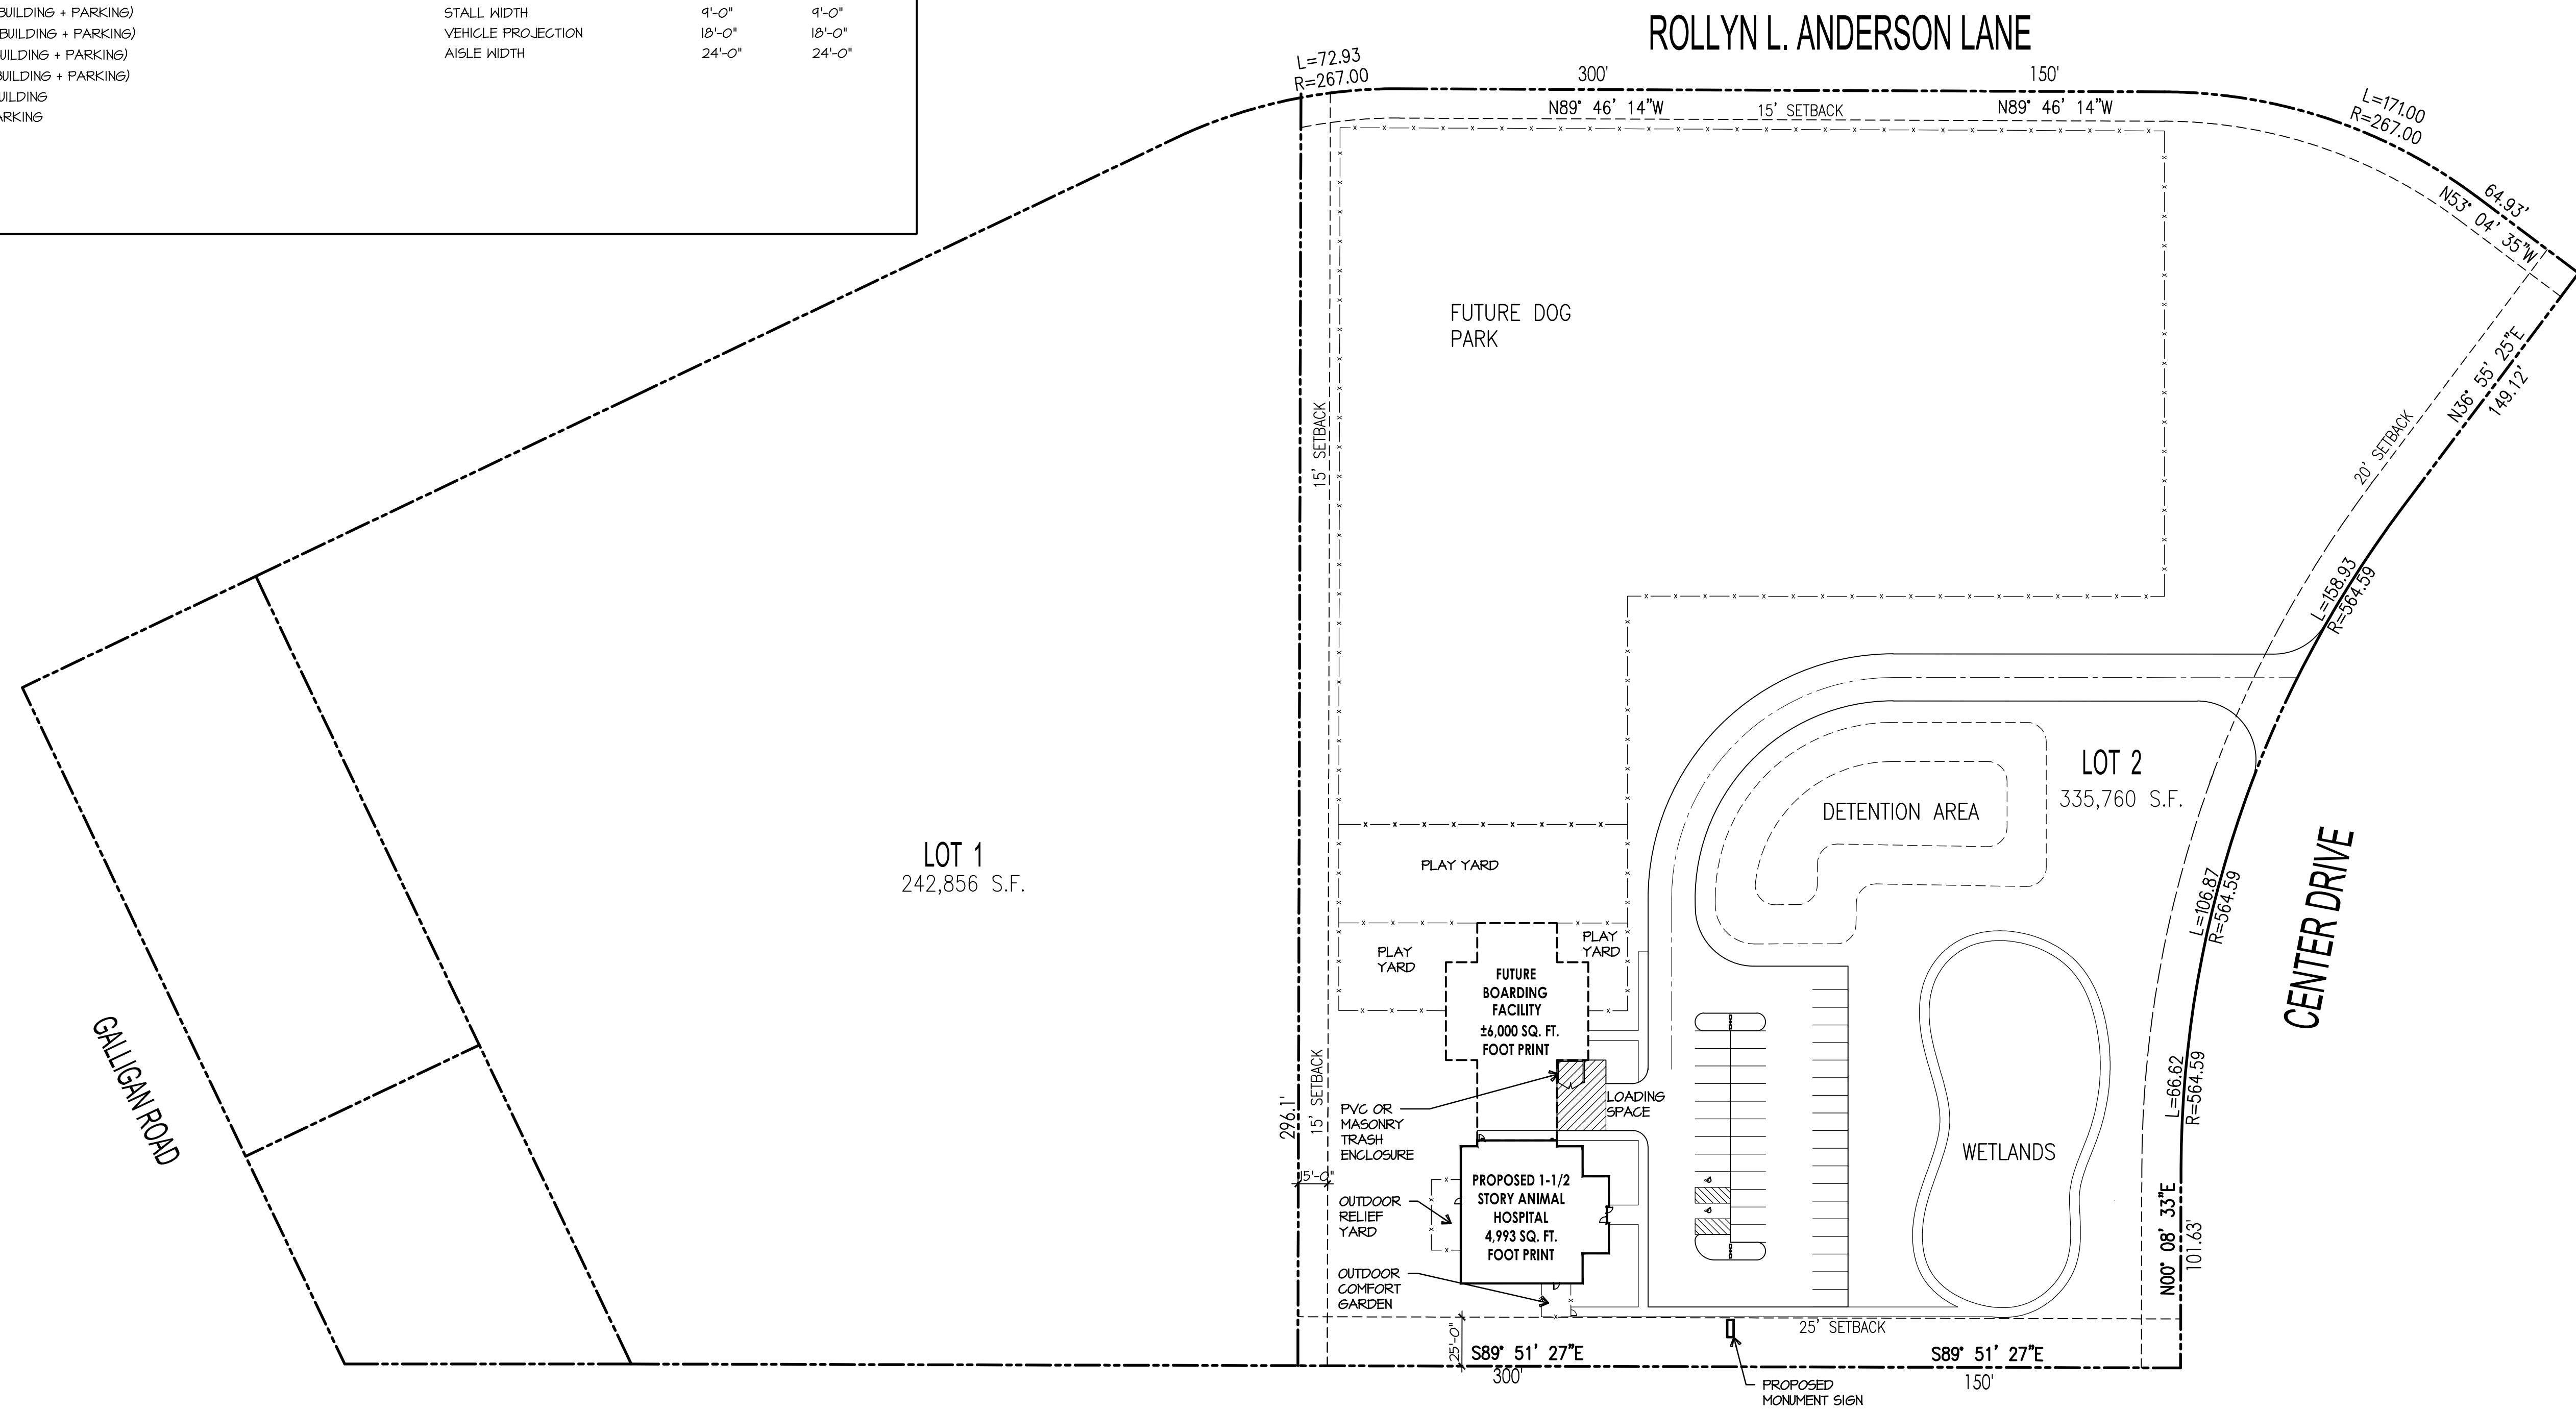 BUILDING + PARKING)
BUILDING + PARKING)
UILDING + PARKING)
BUILDING + PARKING)
UILDING
ARKING
STALL WIDTH 9'-0" 9'-0"
VEHICLE PROJECTION 18'-0" 18'-0"
AISLE WIDTH 24'-0" 24'-0"
ROLLYN L. ANDERSON LANE
L=72.93
R=267.00
300'
150'
N89° 46' 14"W
15' SETBACK
N89° 46' 14"W
L=171.00
R=267.00
64.93'
N53° 04' 35"W
FUTURE DOG
PARK
N36° 55' 25"E
149.12'
20' SETBACK
15' SETBACK
L=158.93
R=564.59
LOT 2
335,760 S.F.
DETENTION AREA
LOT 1
242,856 S.F.
PLAY YARD
L=106.87
R=564.59
CENTER DRIVE
PLAY
YARD
PLAY
YARD
FUTURE
BOARDING
FACILITY
±6,000 SQ. FT.
FOOT PRINT
GALLIGAN ROAD
296.1'
15' SETBACK
LOADING
SPACE
PVC OR
MASONRY
TRASH
ENCLOSURE
L=66.62
R=564.59
WETLANDS
15'-0"
OUTDOOR
RELIEF
YARD
PROPOSED 1-1/2
STORY ANIMAL
HOSPITAL
4,993 SQ. FT.
FOOT PRINT
N00° 08' 33"E
101.63'
OUTDOOR
COMFORT
GARDEN
25'-0"
25' SETBACK
S89° 51' 27"E
300'
S89° 51' 27"E
150'
PROPOSED
MONUMENT SIGN